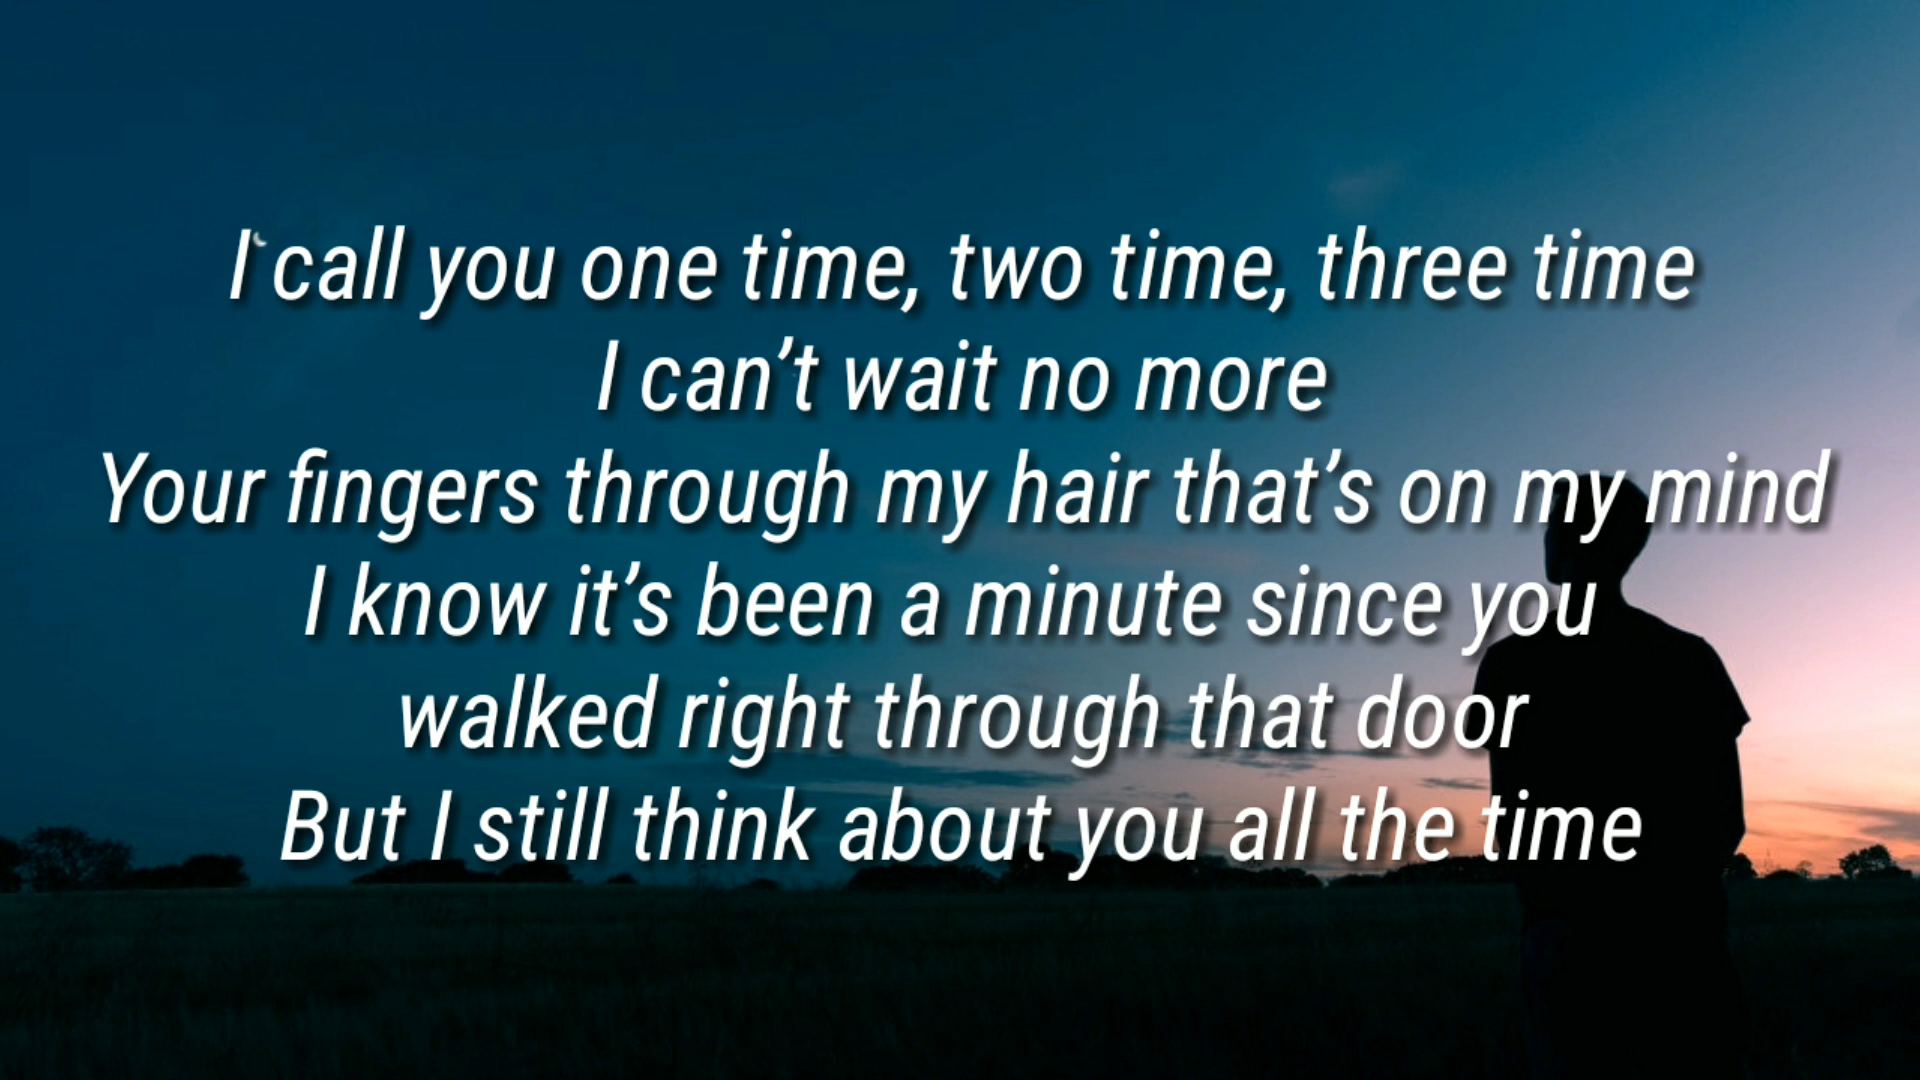 I call you one time, two time, three time
I can’t wait no more
Your fingers through my hair that’s on my mind
I know it’s been a minute since you
walked right through that door
But I still think about you all the time